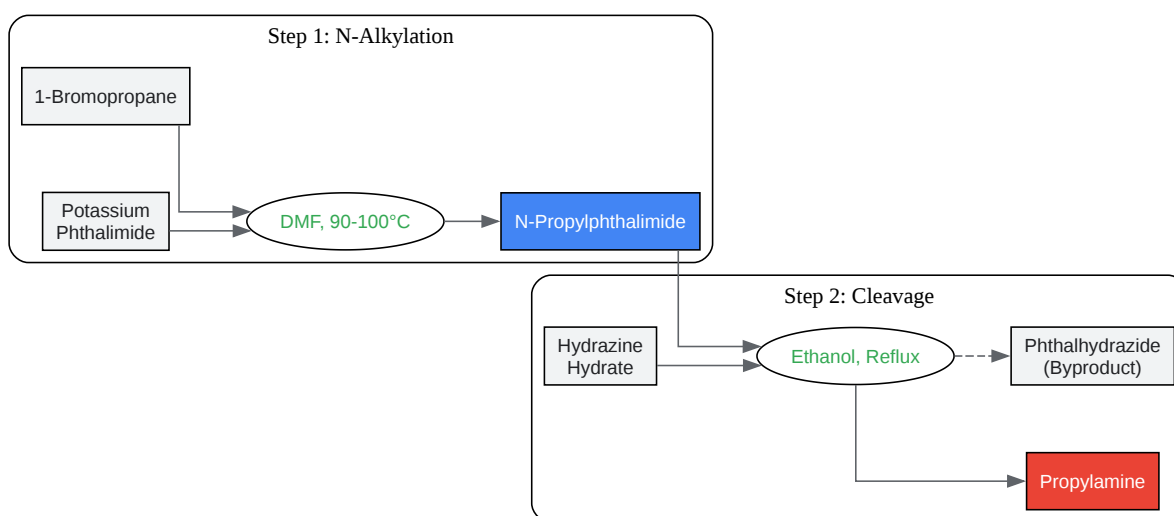 Step 1: N-Alkylation
1-Bromopropane
Potassium
Phthalimide
DMF, 90-100°C
N-Propylphthalimide
Step 2: Cleavage
Hydrazine
Hydrate
Ethanol, Reflux
Phthalhydrazide
(Byproduct)
Propylamine